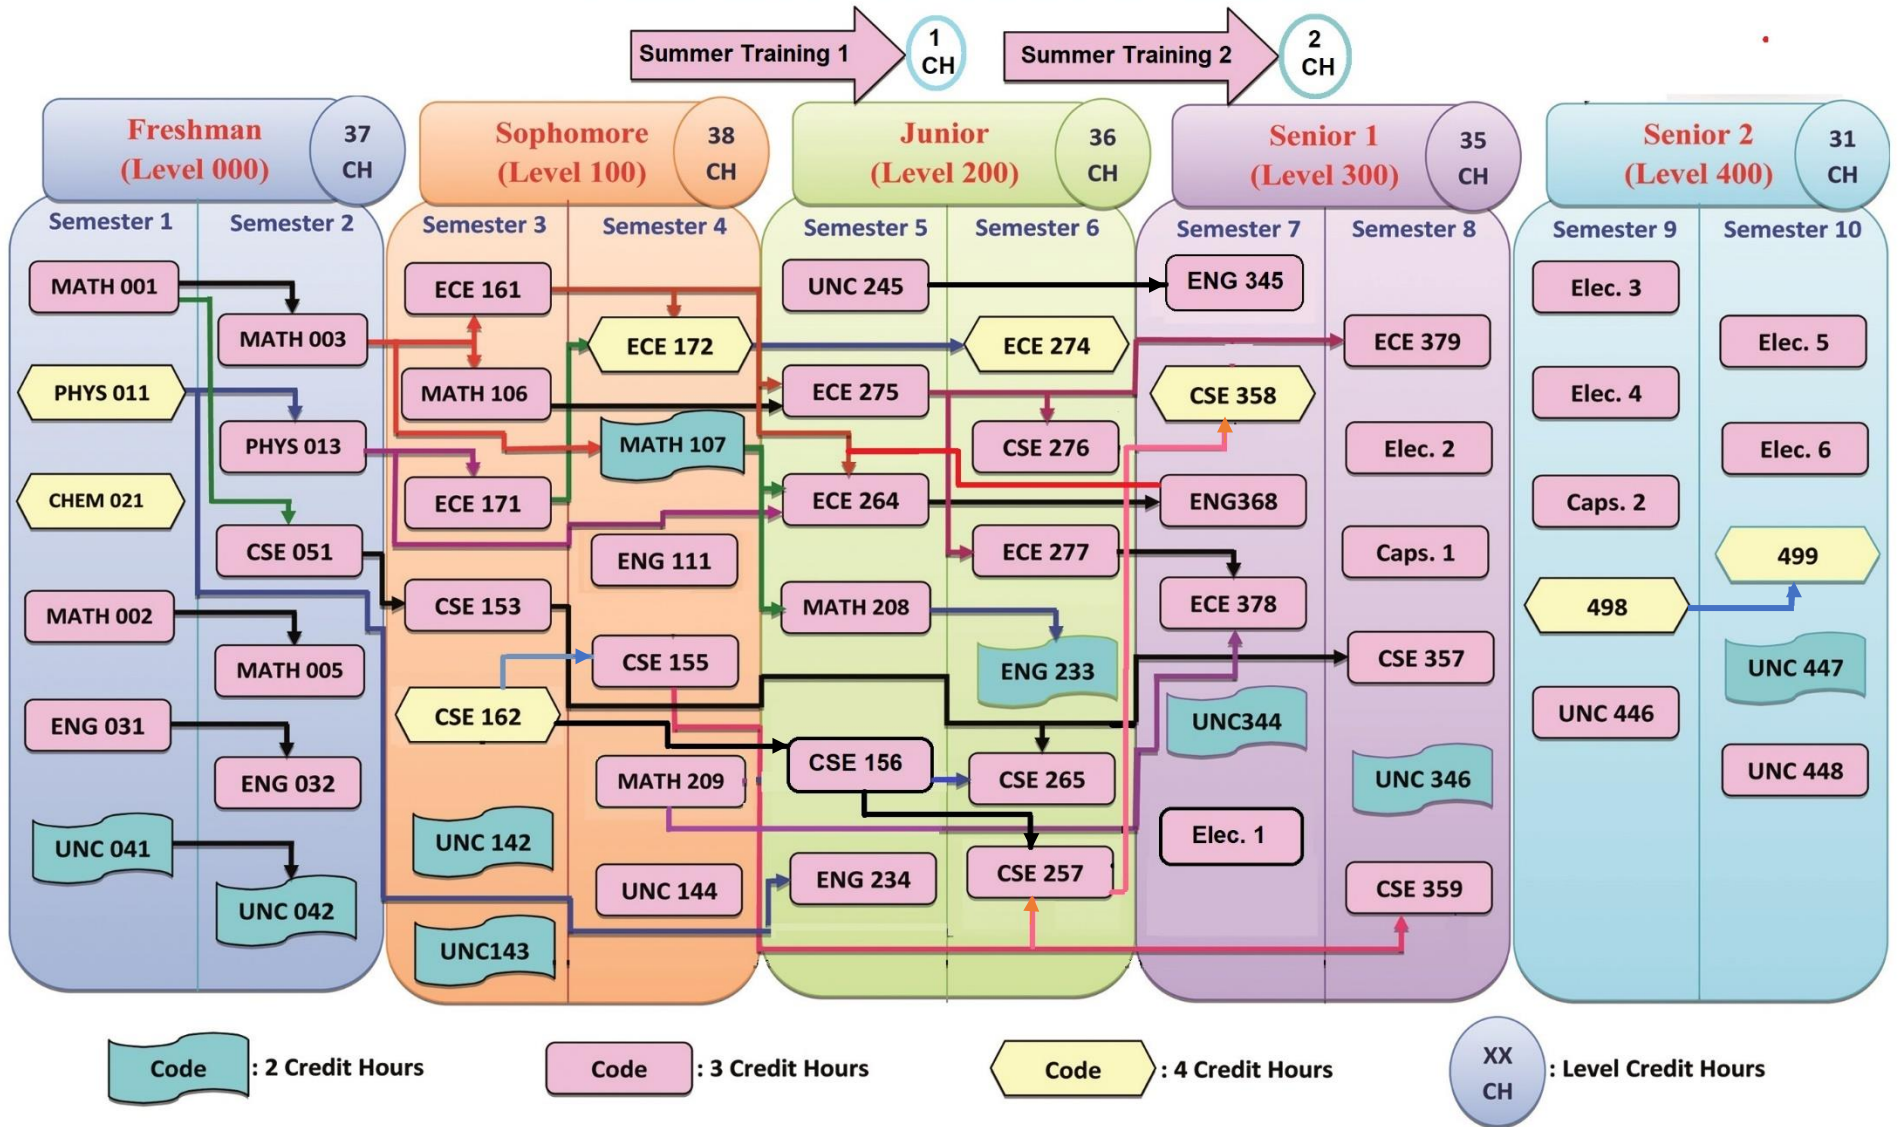 Summer Training 1
1
CH
Summer Training 2
2
CH
Freshman
(Level 000)
37
CH
Sophomore
(Level 100)
38
CH
Junior
(Level 200)
36
CH
Senior 1
(Level 300)
35
CH
Senior 2
(Level 400)
31
CH
Semester 1
Semester 2
Semester 3
Semester 4
Semester 5
Semester 6
Semester 7
Semester 8
Semester 9
Semester 10
MATH 001
PHYS 011
CHEM 021
MATH 002
ENG 031
UNC 041
MATH 003
PHYS 013
CSE 051
MATH 005
ENG 032
UNC 042
ECE 161
MATH 106
ECE 171
CSE 153
CSE 162
UNC 142
UNC143
ECE 172
MATH 107
ENG 111
CSE 155
MATH 209
UNC 144
UNC 245
ECE 275
ECE 264
MATH 208
CSE 156
ENG 234
ECE 274
CSE 276
ECE 277
ENG 233
CSE 265
CSE 257
ENG 345
CSE 358
ENG368
ECE 378
UNC344
Elec. 1
ECE 379
Elec. 2
Caps. 1
CSE 357
UNC 346
CSE 359
Elec. 3
Elec. 4
Caps. 2
498
UNC 446
Elec. 5
Elec. 6
499
UNC 447
UNC 448
Code
: 2 Credit Hours
Code
: 3 Credit Hours
Code
: 4 Credit Hours
XX
CH
: Level Credit Hours